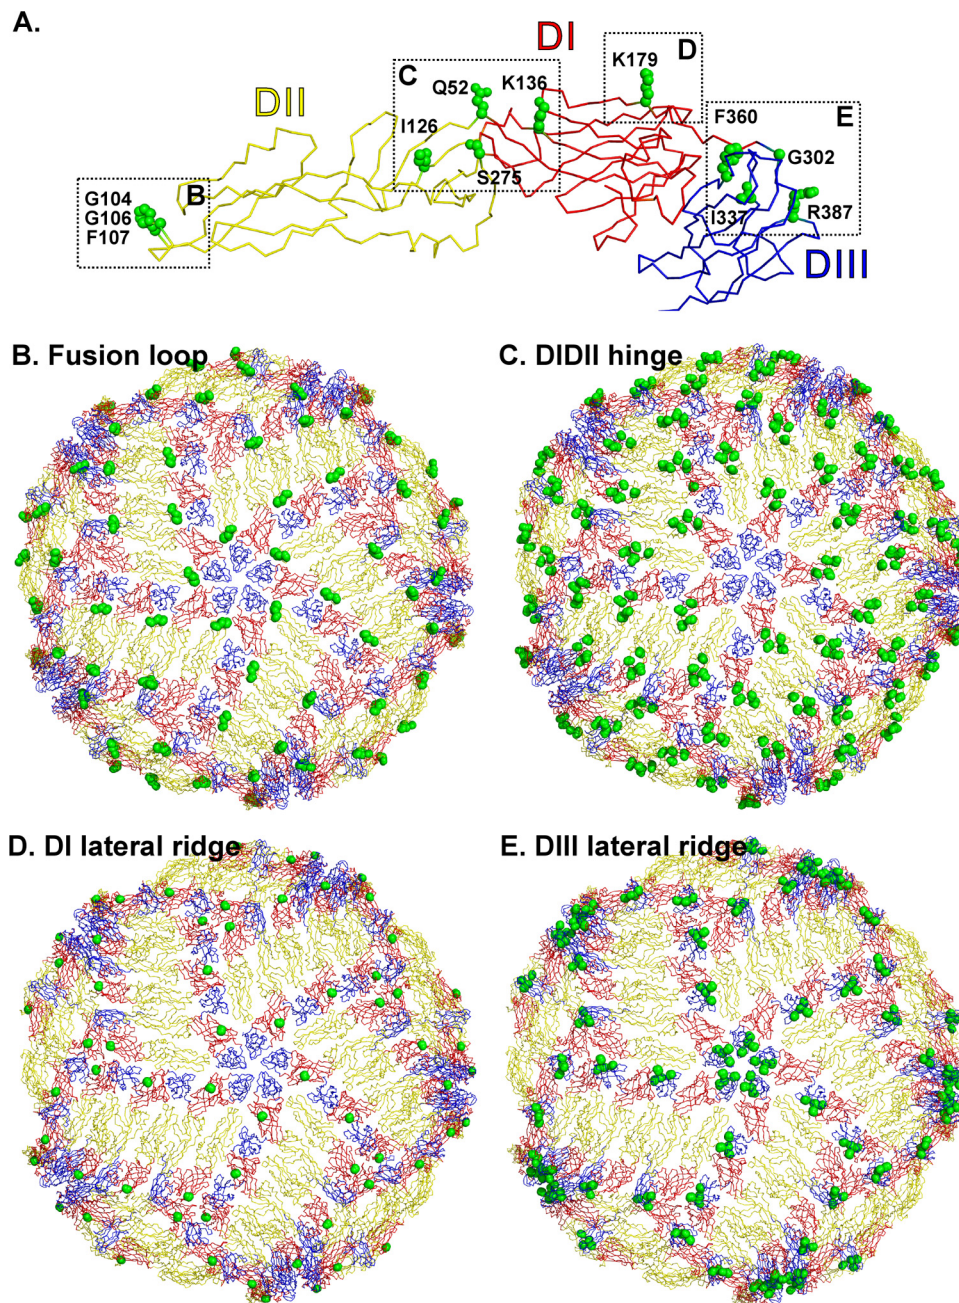 A.
DI
D
K179
C
Q52
K136
DII
F360
E
I126
G302
S275
G104
G106
F107
B
I337
R387
DIII
B. Fusion loop
C. DIDII hinge
D. DI lateral ridge
E. DIII lateral ridge